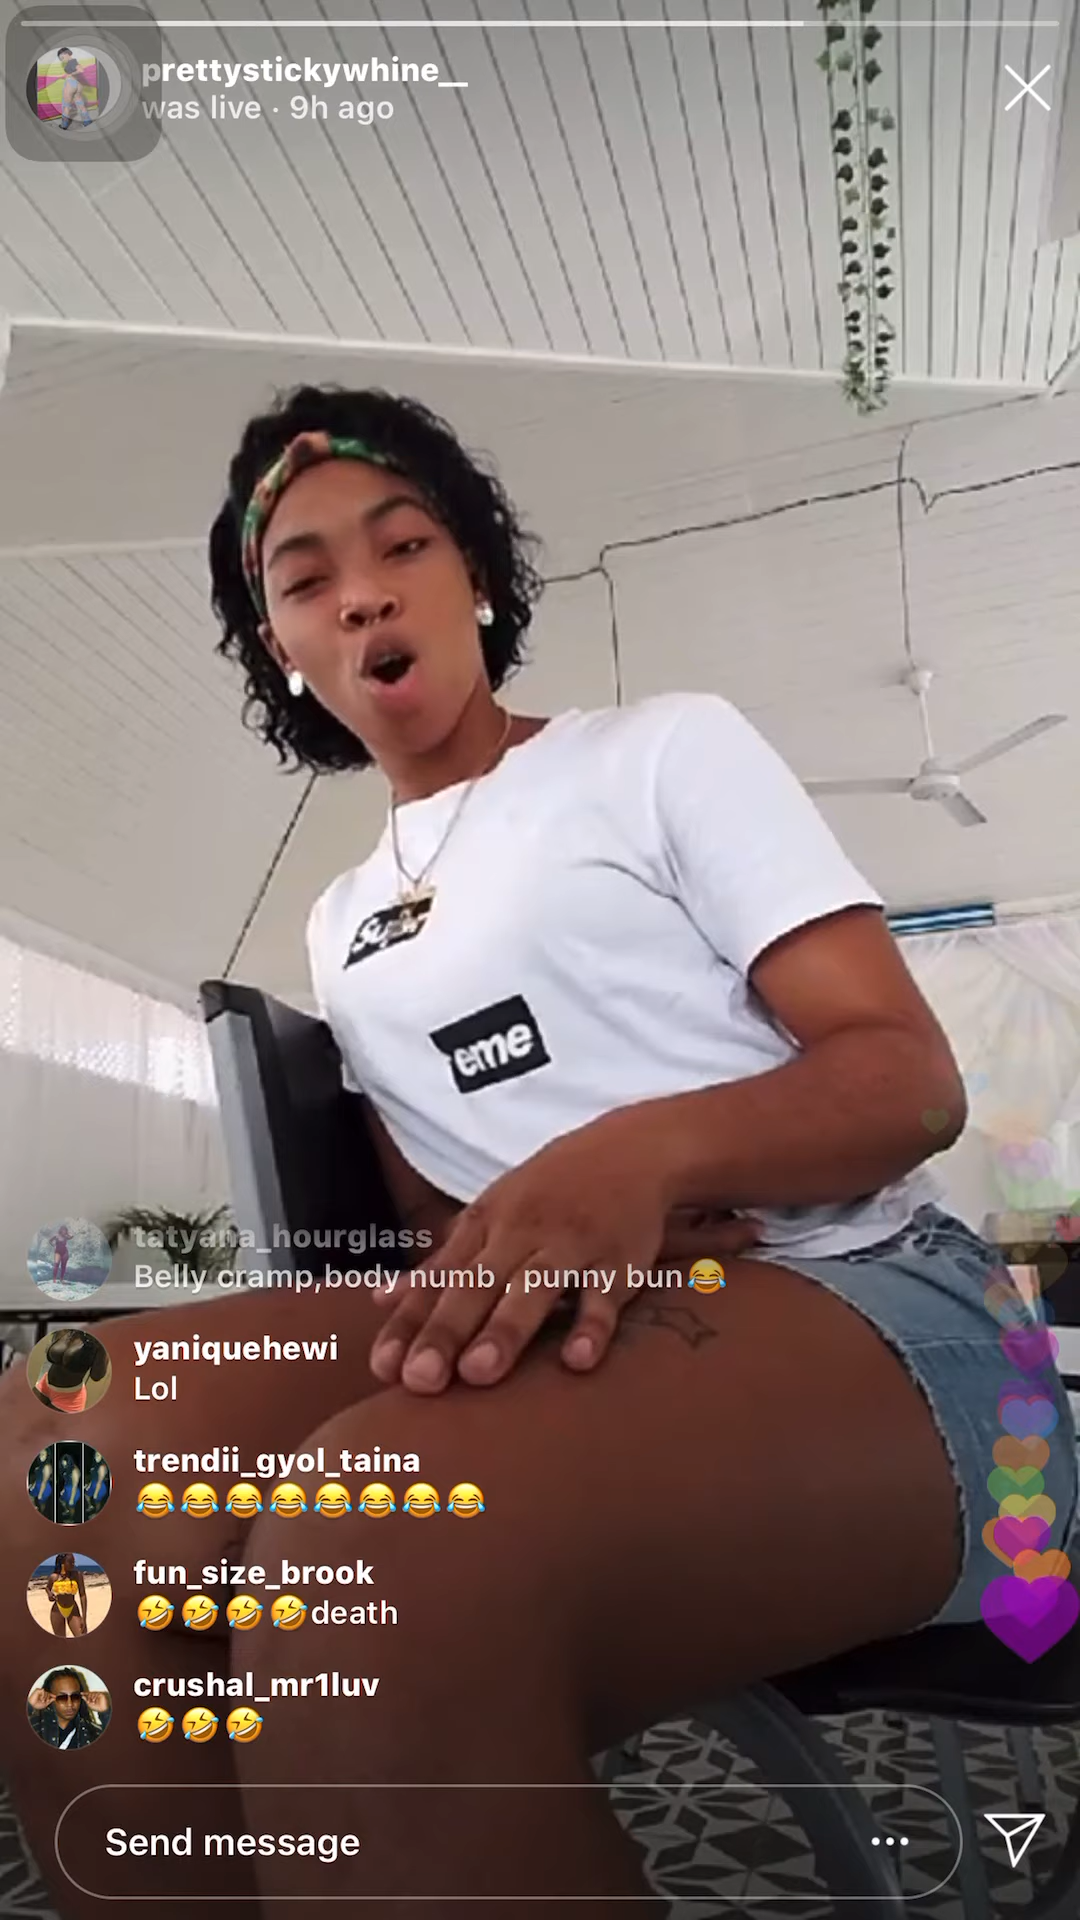 prettystickywhine__
was live · 9h ago
Sup
eme
tatyana_hourglass
Belly cramp,body numb , punny bun😂
yaniquehewi
Lol
trendii_gyol_taina
😂😂😂😂😂😂😂😂
fun_size_brook
🤣🤣🤣🤣death
crushal_mr1luv
🤣🤣🤣
Send message